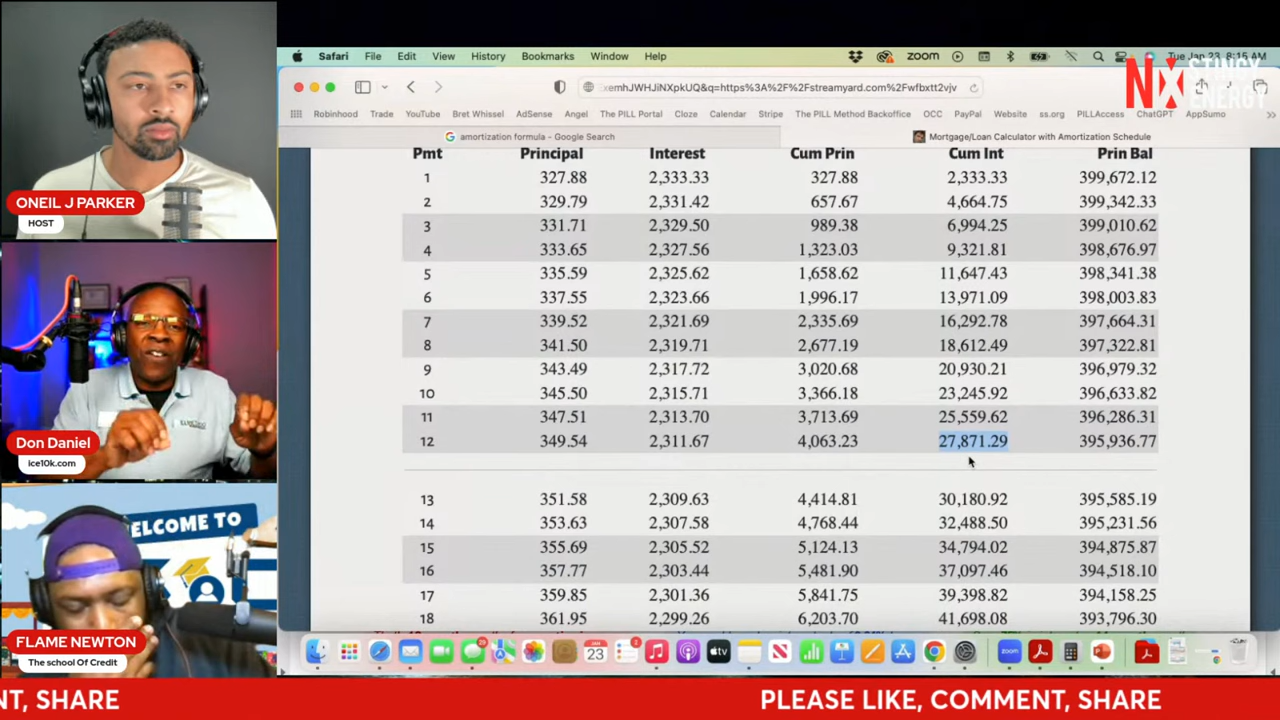 Safari File Edit View History Bookmarks Window Help
zoom
Tue Jan 23 8:15 AM
NX STINGY ENERGY
xemhJWHJiNXpkUQ&q=https%3A%2F%2Fstreamyard.com%2Fwfbxtt2vjv
Robinhood Trade YouTube Bret Whissel AdSense Angel The PILL Portal Cloze Calendar Stripe The PILL Method Backoffice OCC PayPal Website ss.org PILLAccess ChatGPT AppSumo
amortization formula - Google Search
Mortgage/Loan Calculator with Amortization Schedule
Pmt Principal Interest Cum Prin Cum Int Prin Bal
1 327.88 2,333.33 327.88 2,333.33 399,672.12
2 329.79 2,331.42 657.67 4,664.75 399,342.33
3 331.71 2,329.50 989.38 6,994.25 399,010.62
4 333.65 2,327.56 1,323.03 9,321.81 398,676.97
5 335.59 2,325.62 1,658.62 11,647.43 398,341.38
6 337.55 2,323.66 1,996.17 13,971.09 398,003.83
7 339.52 2,321.69 2,335.69 16,292.78 397,664.31
8 341.50 2,319.71 2,677.19 18,612.49 397,322.81
9 343.49 2,317.72 3,020.68 20,930.21 396,979.32
10 345.50 2,315.71 3,366.18 23,245.92 396,633.82
11 347.51 2,313.70 3,713.69 25,559.62 396,286.31
12 349.54 2,311.67 4,063.23 27,871.29 395,936.77
13 351.58 2,309.63 4,414.81 30,180.92 395,585.19
14 353.63 2,307.58 4,768.44 32,488.50 395,231.56
15 355.69 2,305.52 5,124.13 34,794.02 394,875.87
16 357.77 2,303.44 5,481.90 37,097.46 394,518.10
17 359.85 2,301.36 5,841.75 39,398.82 394,158.25
18 361.95 2,299.26 6,203.70 41,698.08 393,796.30
ONEIL J PARKER
HOST
Don Daniel
ice10k.com
ELCOME TO
FLAME NEWTON
The school Of Credit
JAN
23
tv
zoom
NT, SHARE
PLEASE LIKE, COMMENT, SHARE